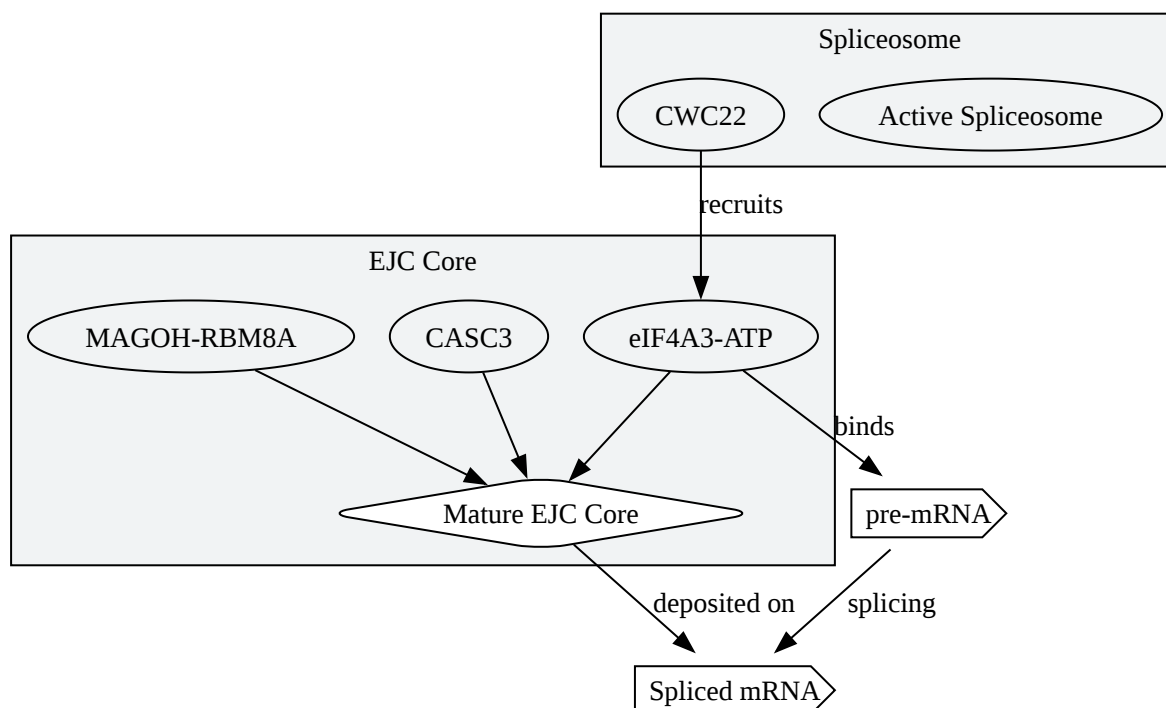 Spliceosome
CWC22
Active Spliceosome
recruits
EJC Core
MAGOH-RBM8A
CASC3
eIF4A3-ATP
binds
Mature EJC Core
pre-mRNA
deposited on
splicing
Spliced mRNA